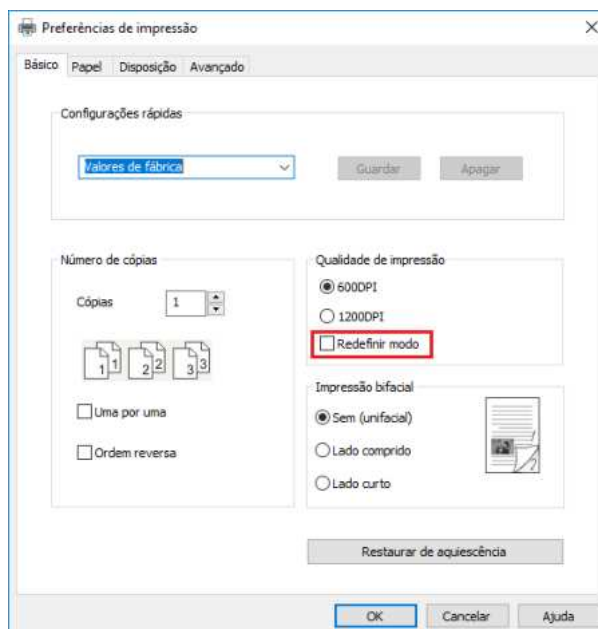 Preferências de impressão
Básico Papel Disposição Avançado
Configurações rápidas
Valores de fábrica
Guardar Apagar
Número de cópias
Cópias 1
1 1 2 2 3 3
Uma por uma
Ordem reversa
Qualidade de impressão
600DPI
1200DPI
Redefinir modo
Impressão bifacial
Sem (unifacial)
Lado comprido
Lado curto
Restaurar de aquiescência
OK Cancelar Ajuda